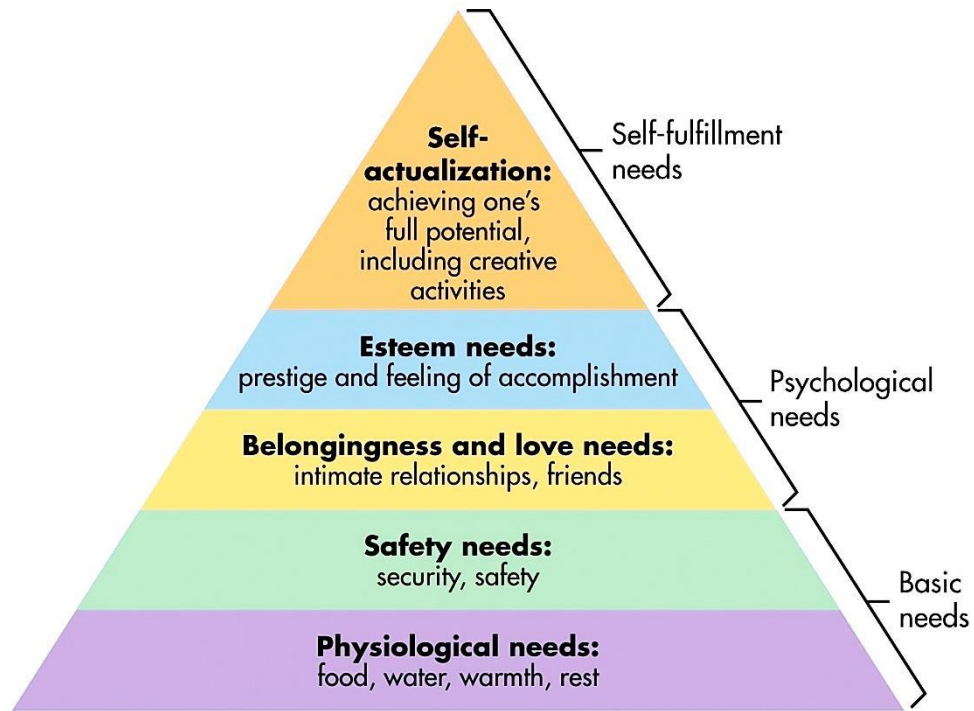 Self-
actualization:
achieving one's
full potential,
including creative
activities
Self-fulfillment
needs
Esteem needs:
prestige and feeling of accomplishment
Belongingness and love needs:
intimate relationships, friends
Psychological
needs
Safety needs:
security, safety
Physiological needs:
food, water, warmth, rest
Basic
needs